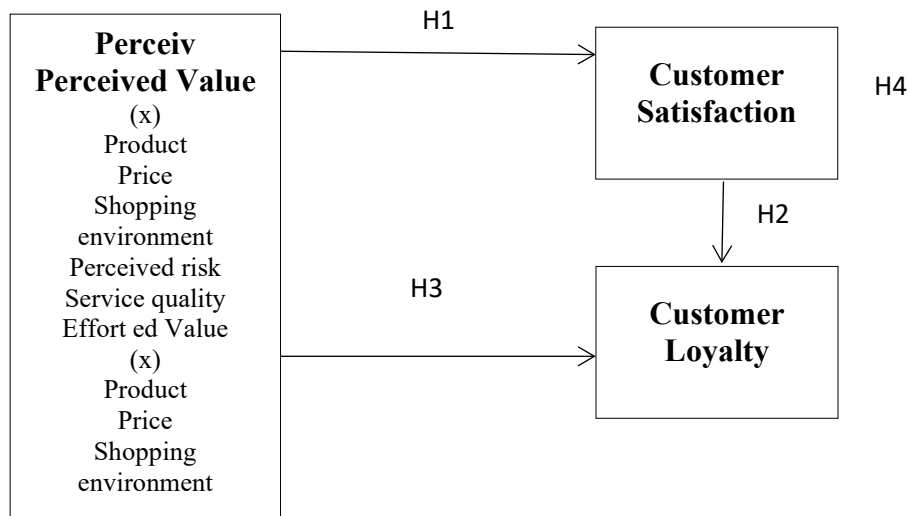 Perceiv
Perceived Value
(x)
Product
Price
Shopping
environment
Perceived risk
Service quality
Effort ed Value
(x)
Product
Price
Shopping
environment
H1
Customer
Satisfaction
H4
H2
H3
Customer
Loyalty